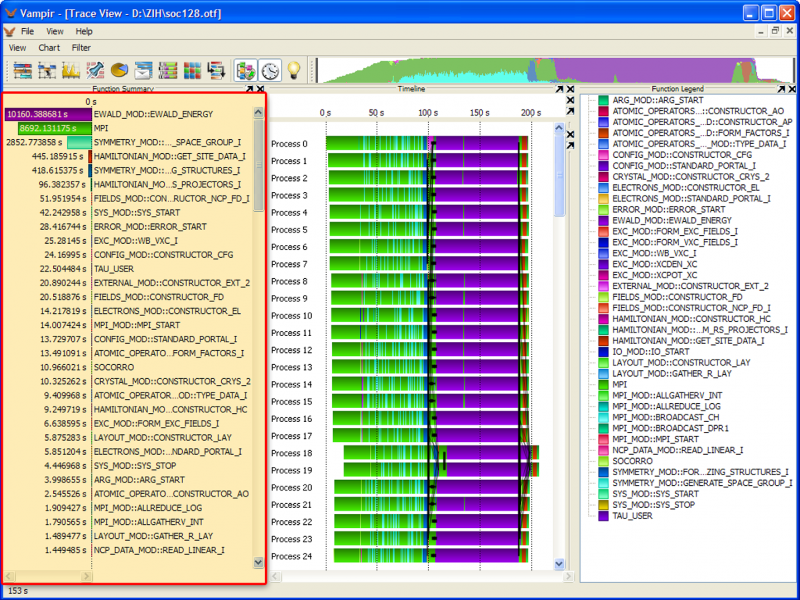 Vampir - [Trace View - D:\ZIH\soc128.otf]
File View Help
View Chart Filter
Function Summary
0 s
10160.388681 s EWALD_MOD::EWALD_ENERGY
8692.131175 s MPI
2852.773858 s SYMMETRY_MOD::..._SPACE_GROUP_I
445.185915 s HAMILTONIAN_MOD::GET_SITE_DATA_I
418.615375 s SYMMETRY_MOD::...G_STRUCTURES_I
96.382357 s HAMILTONIAN_MO...S_PROJECTORS_I
51.951954 s FIELDS_MOD::CON...RUCTOR_NCP_FD_I
42.242958 s SYS_MOD::SYS_START
28.416744 s ERROR_MOD::ERROR_START
25.28145 s EXC_MOD::WB_VXC_I
24.16995 s CONFIG_MOD::CONSTRUCTOR_CFG
22.504484 s TAU_USER
20.890244 s EXTERNAL_MOD::CONSTRUCTOR_EXT_2
20.518876 s FIELDS_MOD::CONSTRUCTOR_FD
14.217819 s ELECTRONS_MOD::CONSTRUCTOR_EL
14.007424 s MPI_MOD::MPI_START
13.729707 s CONFIG_MOD::STANDARD_PORTAL_I
13.491091 s ATOMIC_OPERATO...FORM_FACTORS_I
10.966021 s SOCORRO
10.325262 s CRYSTAL_MOD::CONSTRUCTOR_CRYS_2
9.409968 s ATOMIC_OPERATOR...OD::TYPE_DATA_I
9.249719 s HAMILTONIAN_MO...CONSTRUCTOR_HC
6.638595 s EXC_MOD::FORM_EXC_FIELDS_I
5.875283 s LAYOUT_MOD::CONSTRUCTOR_LAY
5.851204 s ELECTRONS_MOD:...NDARD_PORTAL_I
4.446968 s SYS_MOD::SYS_STOP
3.998655 s ARG_MOD::ARG_START
2.545526 s ATOMIC_OPERATO...CONSTRUCTOR_AO
1.909427 s MPI_MOD::ALLREDUCE_LOG
1.790565 s MPI_MOD::ALLGATHERV_INT
1.489477 s LAYOUT_MOD::GATHER_R_LAY
1.449485 s NCP_DATA_MOD::READ_LINEAR_I
Timeline
0 s 50 s 100 s 150 s 200 s
Process 0
Process 1
Process 2
Process 3
Process 4
Process 5
Process 6
Process 7
Process 8
Process 9
Process 10
Process 11
Process 12
Process 13
Process 14
Process 15
Process 16
Process 17
Process 18
Process 19
Process 20
Process 21
Process 22
Process 23
Process 24
Function Legend
ARG_MOD::ARG_START
ATOMIC_OPERATORS...::CONSTRUCTOR_AO
ATOMIC_OPERATORS_...D::CONSTRUCTOR_AP
ATOMIC_OPERATORS_...D::FORM_FACTORS_I
ATOMIC_OPERATORS_..._MOD::TYPE_DATA_I
CONFIG_MOD::CONSTRUCTOR_CFG
CONFIG_MOD::STANDARD_PORTAL_I
CRYSTAL_MOD::CONSTRUCTOR_CRYS_2
ELECTRONS_MOD::CONSTRUCTOR_EL
ELECTRONS_MOD::STANDARD_PORTAL_I
ERROR_MOD::ERROR_START
EWALD_MOD::EWALD_ENERGY
EXC_MOD::FORM_EXC_FIELDS_I
EXC_MOD::FORM_VXC_FIELDS_I
EXC_MOD::WB_VXC_I
EXC_MOD::XCDEN_XC
EXC_MOD::XCPOT_XC
EXTERNAL_MOD::CONSTRUCTOR_EXT_2
FIELDS_MOD::CONSTRUCTOR_FD
FIELDS_MOD::CONSTRUCTOR_NCP_FD_I
HAMILTONIAN_MOD::CONSTRUCTOR_HC
HAMILTONIAN_MOD::...M_RS_PROJECTORS_I
HAMILTONIAN_MOD::GET_SITE_DATA_I
IO_MOD::IO_START
LAYOUT_MOD::CONSTRUCTOR_LAY
LAYOUT_MOD::GATHER_R_LAY
MPI
MPI_MOD::ALLGATHERV_INT
MPI_MOD::ALLREDUCE_LOG
MPI_MOD::BROADCAST_CH
MPI_MOD::BROADCAST_DPR1
MPI_MOD::MPI_START
NCP_DATA_MOD::READ_LINEAR_I
SOCORRO
SYMMETRY_MOD::FOR...ZING_STRUCTURES_I
SYMMETRY_MOD::GENERATE_SPACE_GROUP_I
SYS_MOD::SYS_START
SYS_MOD::SYS_STOP
TAU_USER
153 s